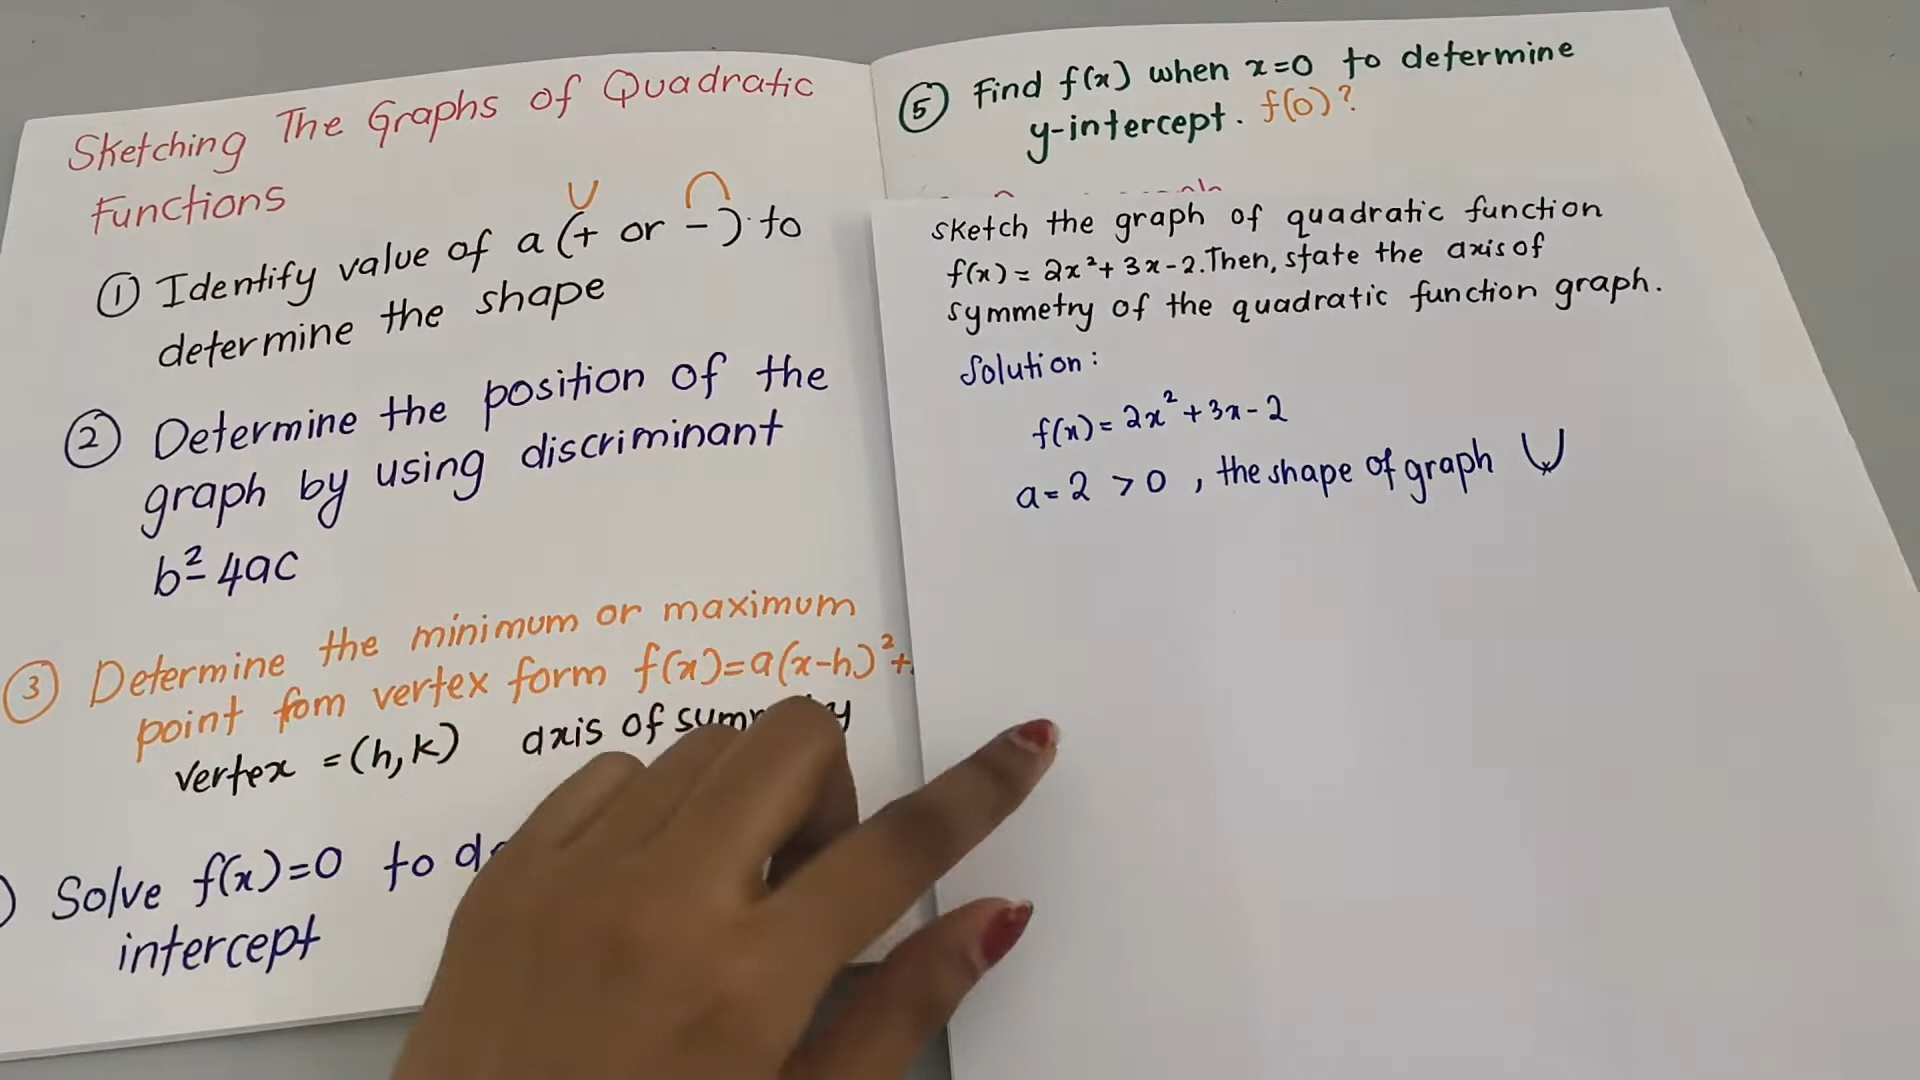 Sketching The Graphs of Quadratic
Functions
① Identify value of a (+ or -) to
determine the shape
② Determine the position of the
graph by using discriminant
b² - 4ac
③ Determine the minimum or maximum
point fom vertex form f(x)=a(x-h)²+
vertex = (h,k) axis of
Solve f(x)=0 to
intercept
⑤ Find f(x) when x=0 to determine
y-intercept. f(0)?
Sketch the graph of quadratic function
f(x) = 2x² + 3x - 2. Then, state the axis of
symmetry of the quadratic function graph.
Solution:
f(x) = 2x² + 3x - 2
a = 2 > 0, the shape of graph